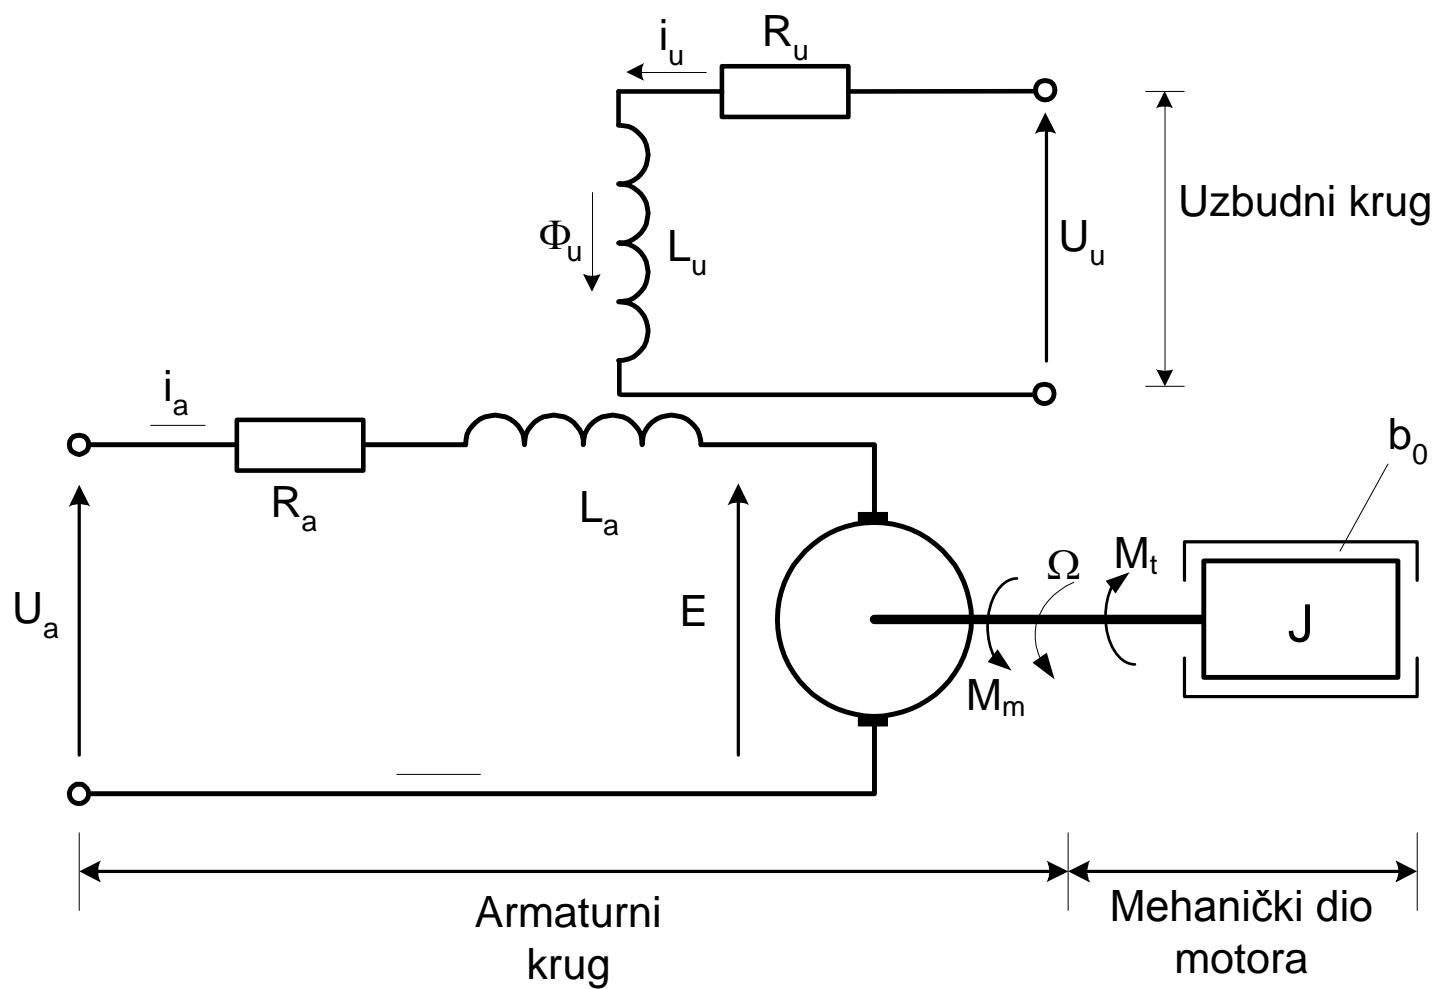 i_u
R_u
Φ_u
L_u
U_u
Uzbudni krug
i_a
R_a
L_a
b_0
U_a
E
Ω
M_t
J
M_m
Armaturni
krug
Mehanički dio
motora